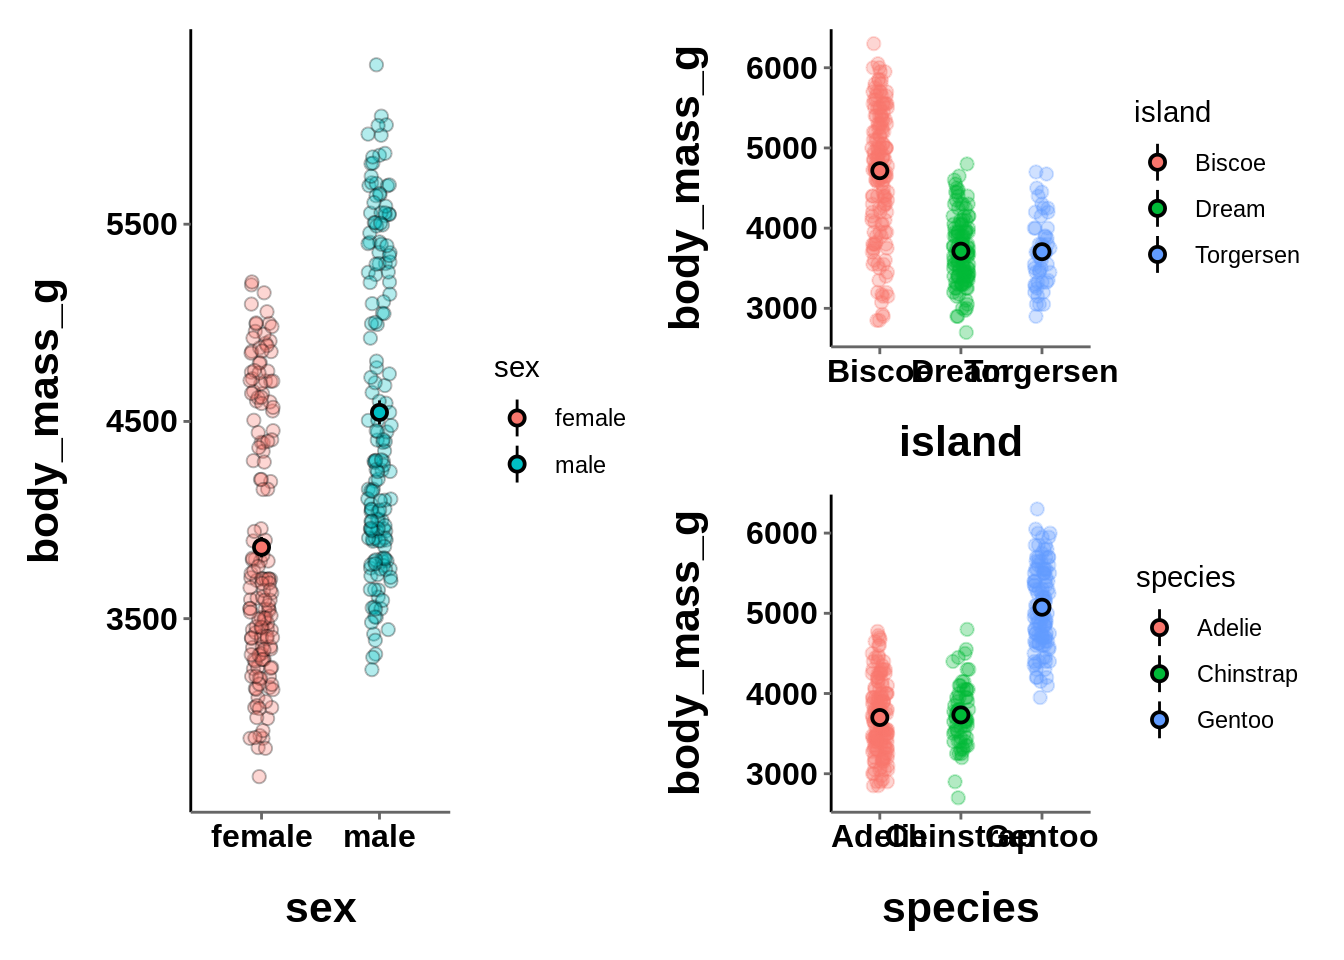 body_mass_g
5500
4500
3500
female male
sex
sex
female
male
body_mass_g
6000
5000
4000
3000
Biscoe Dream Torgersen
island
island
Biscoe
Dream
Torgersen
body_mass_g
6000
5000
4000
3000
Adelie Chinstrap Gentoo
species
species
Adelie
Chinstrap
Gentoo